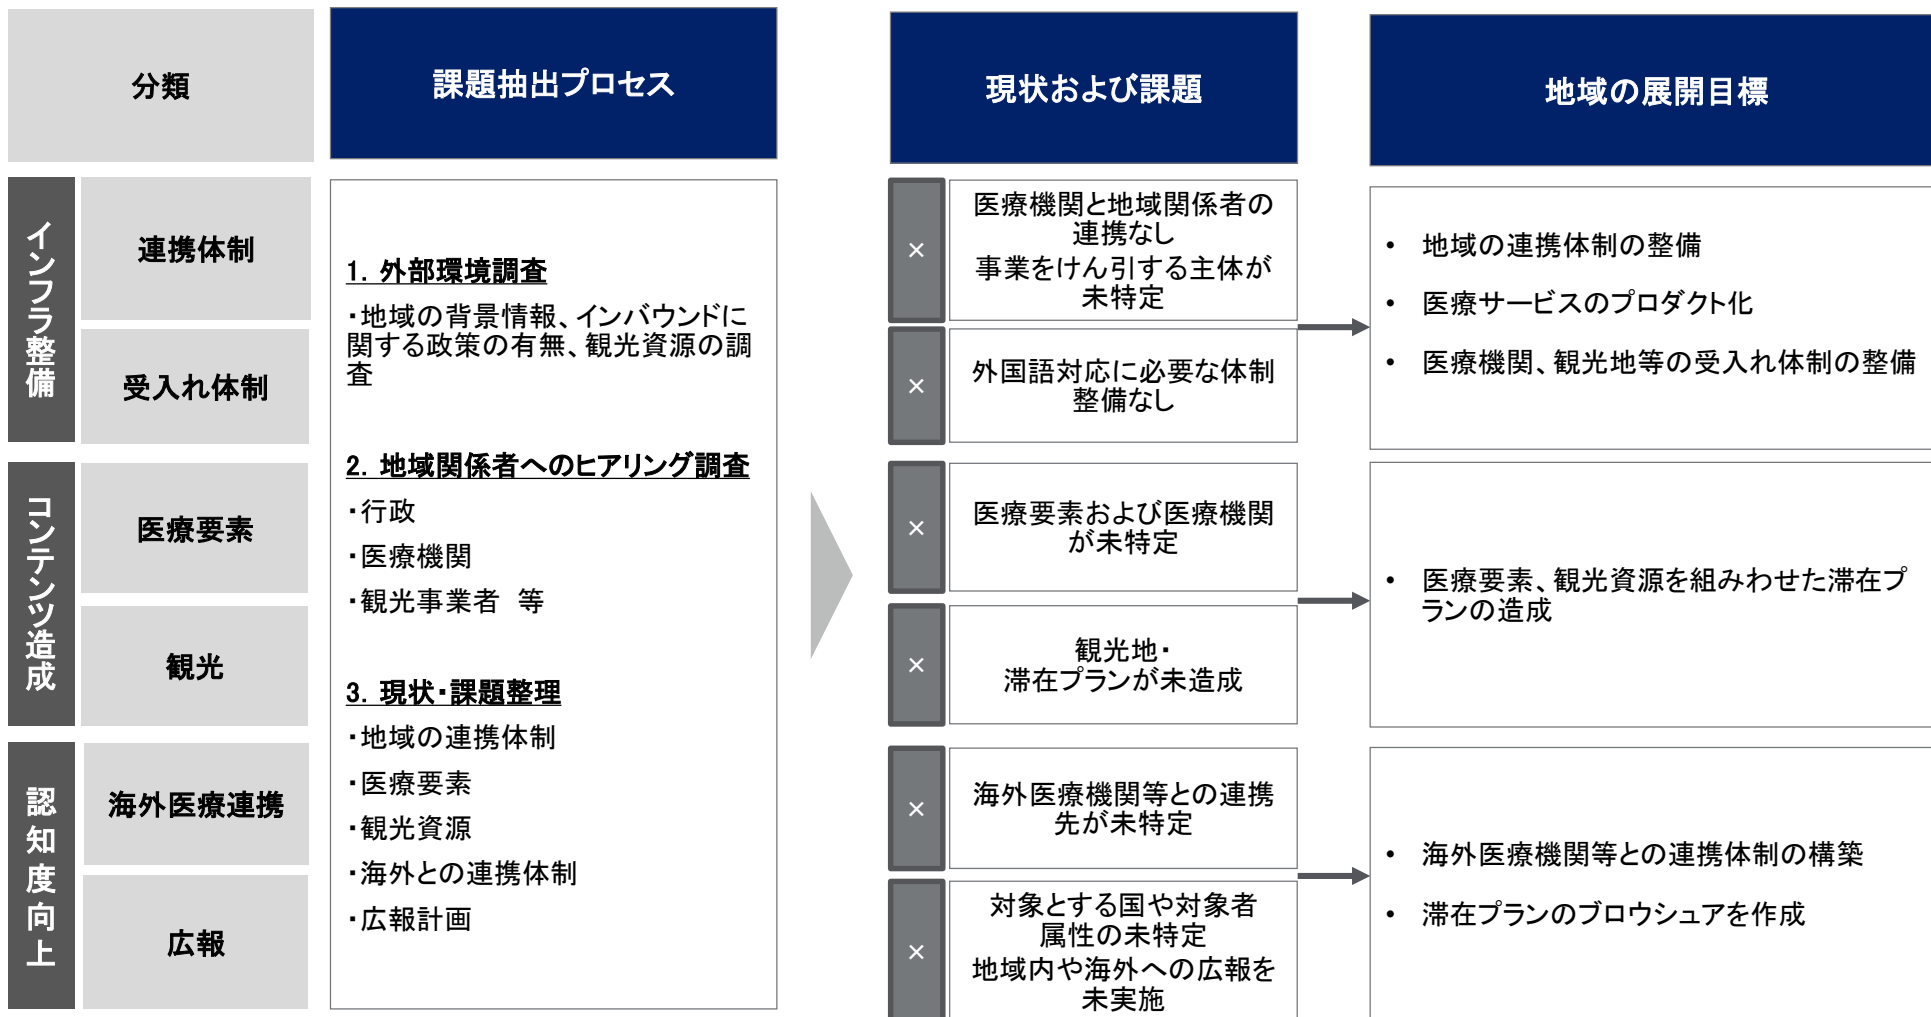 分類
課題抽出プロセス
現状および課題
地域の展開目標
インフラ整備
連携体制
受入れ体制
コンテンツ造成
医療要素
観光
認知度向上
海外医療連携
広報
1. 外部環境調査
・地域の背景情報、インバウンドに
関する政策の有無、観光資源の調
査
2. 地域関係者へのヒアリング調査
・行政
・医療機関
・観光事業者 等
3. 現状・課題整理
・地域の連携体制
・医療要素
・観光資源
・海外との連携体制
・広報計画
×
医療機関と地域関係者の
連携なし
事業をけん引する主体が
未特定
×
外国語対応に必要な体制
整備なし
×
医療要素および医療機関
が未特定
×
観光地・
滞在プランが未造成
×
海外医療機関等との連携
先が未特定
×
対象とする国や対象者
属性の未特定
地域内や海外への広報を
未実施
• 地域の連携体制の整備
• 医療サービスのプロダクト化
• 医療機関、観光地等の受入れ体制の整備
• 医療要素、観光資源を組みわせた滞在プ
ランの造成
• 海外医療機関等との連携体制の構築
• 滞在プランのブロウシュアを作成